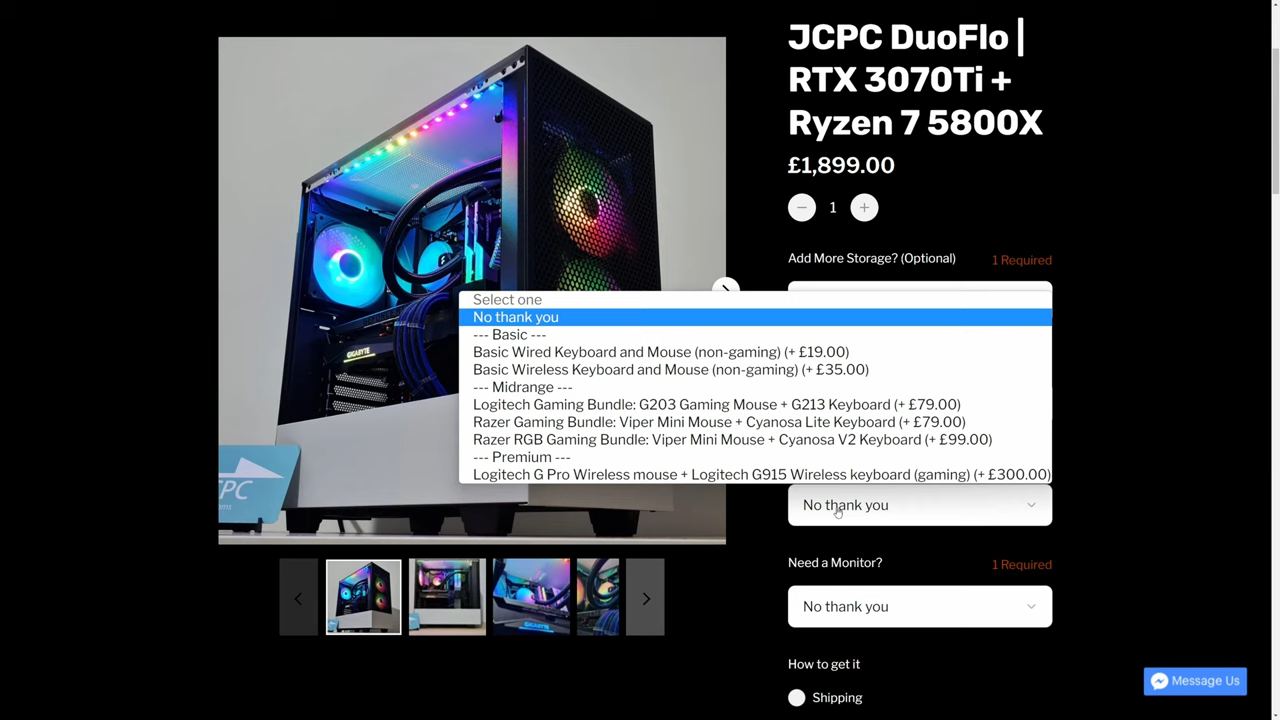 JCPC DuoFlo |
RTX 3070Ti +
Ryzen 7 5800X
£1,899.00
1
Add More Storage? (Optional)
1 Required
Select one
No thank you
--- Basic ---
Basic Wired Keyboard and Mouse (non-gaming) (+ £19.00)
Basic Wireless Keyboard and Mouse (non-gaming) (+ £35.00)
--- Midrange ---
Logitech Gaming Bundle: G203 Gaming Mouse + G213 Keyboard (+ £79.00)
Razer Gaming Bundle: Viper Mini Mouse + Cyanosa Lite Keyboard (+ £79.00)
Razer RGB Gaming Bundle: Viper Mini Mouse + Cyanosa V2 Keyboard (+ £99.00)
--- Premium ---
Logitech G Pro Wireless mouse + Logitech G915 Wireless keyboard (gaming) (+ £300.00)
No thank you
Need a Monitor?
1 Required
No thank you
How to get it
Shipping
Message Us
GIGABYTE
PC
GIGABYTE